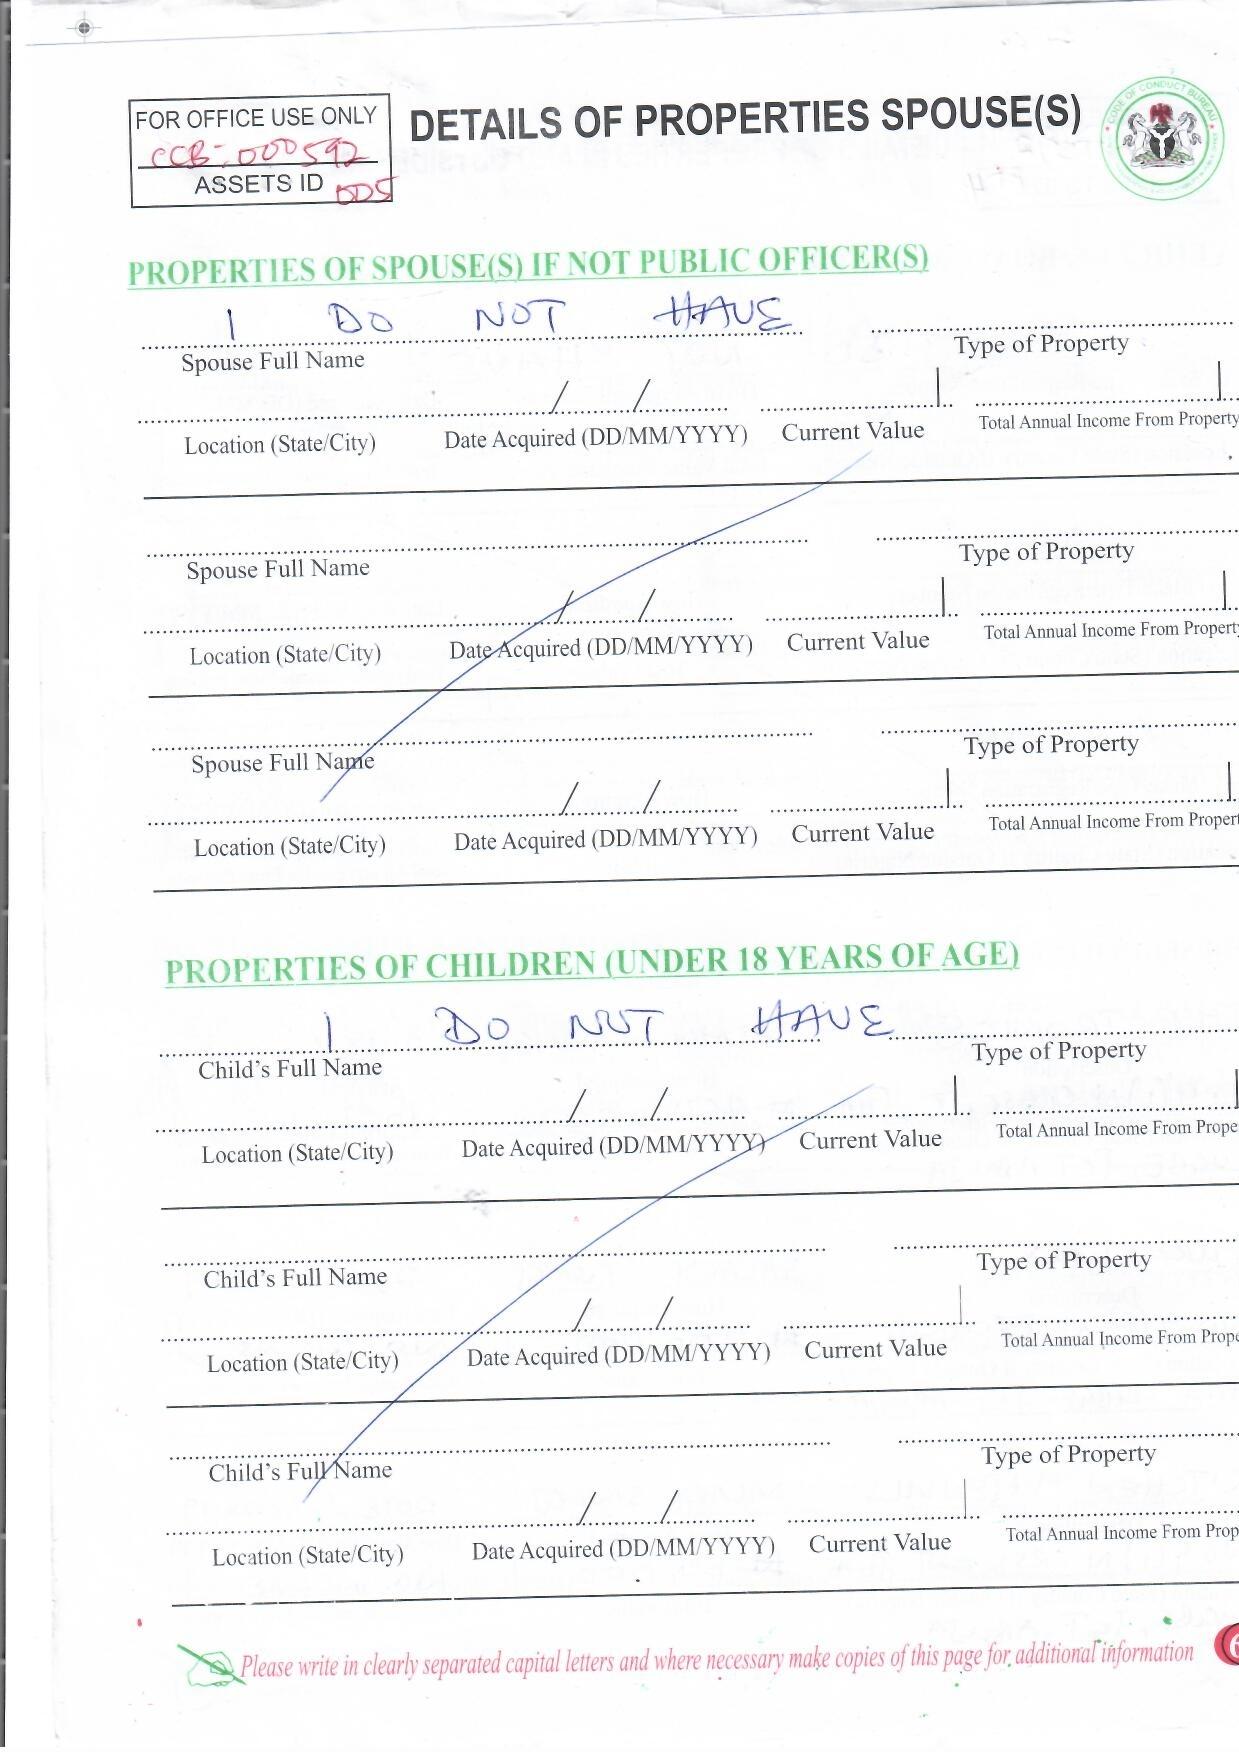 FOR OFFICE USE ONLY
CCB-000592
ASSETS ID 005
DETAILS OF PROPERTIES SPOUSE(S)
CODE OF CONDUCT BUREAU
PROPERTIES OF SPOUSE(S) IF NOT PUBLIC OFFICER(S)
I DO NOT HAVE
Spouse Full Name Type of Property
/ /
Location (State/City) Date Acquired (DD/MM/YYYY) Current Value Total Annual Income From Property
Spouse Full Name Type of Property
/ /
Location (State/City) Date Acquired (DD/MM/YYYY) Current Value Total Annual Income From Property
Spouse Full Name Type of Property
/ /
Location (State/City) Date Acquired (DD/MM/YYYY) Current Value Total Annual Income From Propert
PROPERTIES OF CHILDREN (UNDER 18 YEARS OF AGE)
I DO NOT HAVE
Child's Full Name Type of Property
/ /
Location (State/City) Date Acquired (DD/MM/YYYY) Current Value Total Annual Income From Prope
Child's Full Name Type of Property
/ /
Location (State/City) Date Acquired (DD/MM/YYYY) Current Value Total Annual Income From Prope
Child's Full Name Type of Property
/ /
Location (State/City) Date Acquired (DD/MM/YYYY) Current Value Total Annual Income From Prop
Please write in clearly separated capital letters and where necessary make copies of this page for additional information 6